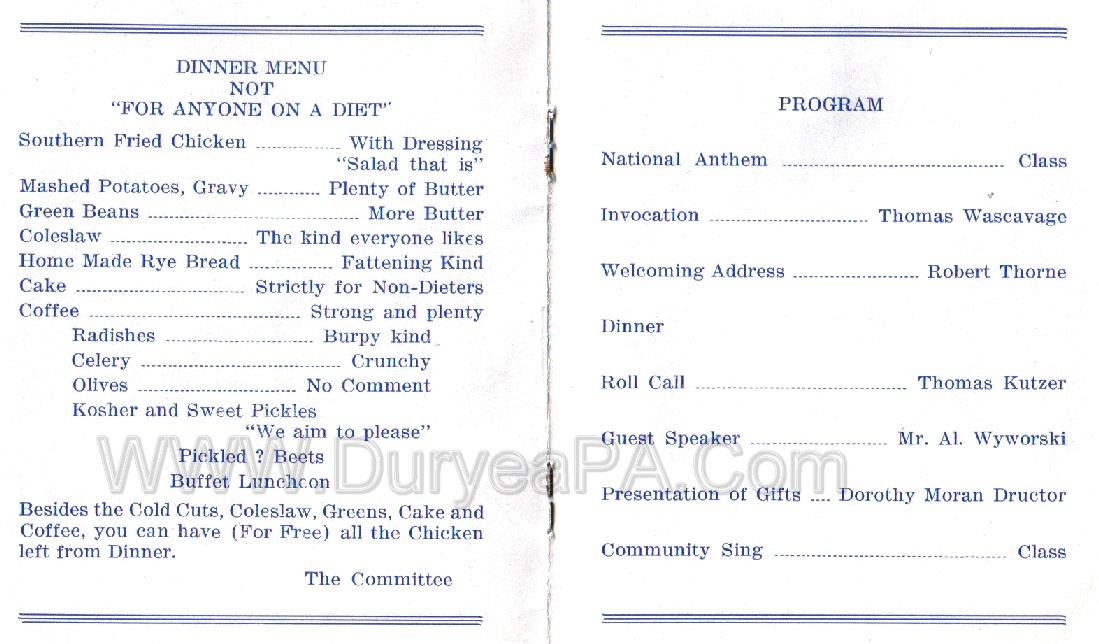 DINNER MENU
NOT
"FOR ANYONE ON A DIET"
Southern Fried Chicken ............ With Dressing
"Salad that is"
Mashed Potatoes, Gravy ............ Plenty of Butter
Green Beans ............ More Butter
Coleslaw ............ The kind everyone likes
Home Made Rye Bread ............ Fattening Kind
Cake ............ Strictly for Non-Dieters
Coffee ............ Strong and plenty
Radishes ............ Burpy kind
Celery ............ Crunchy
Olives ............ No Comment
Kosher and Sweet Pickles
"We aim to please"
Pickled ? Beets
Buffet Luncheon
Besides the Cold Cuts, Coleslaw, Greens, Cake and
Coffee, you can have (For Free) all the Chicken
left from Dinner.
The Committee
PROGRAM
National Anthem ............ Class
Invocation ............ Thomas Wascavage
Welcoming Address ............ Robert Thorne
Dinner
Roll Call ............ Thomas Kutzer
Guest Speaker ............ Mr. Al. Wyworski
Presentation of Gifts .... Dorothy Moran Dructor
Community Sing ............ Class
WWW.DuryeaPA.Com